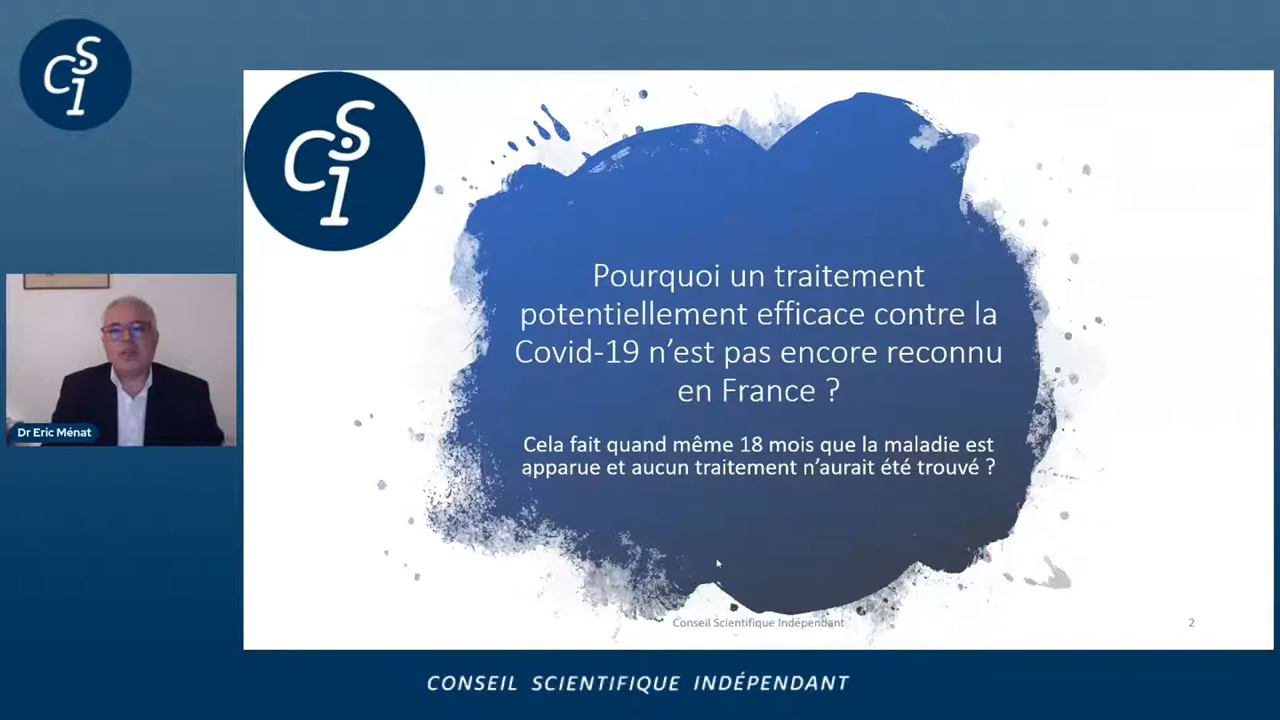 CSI
CSI
Pourquoi un traitement
potentiellement efficace contre la
Covid-19 n'est pas encore reconnu
en France ?
Cela fait quand même 18 mois que la maladie est
apparue et aucun traitement n'aurait été trouvé ?
Dr Eric Ménat
Conseil Scientifique Indépendant
2
CONSEIL SCIENTIFIQUE INDÉPENDANT